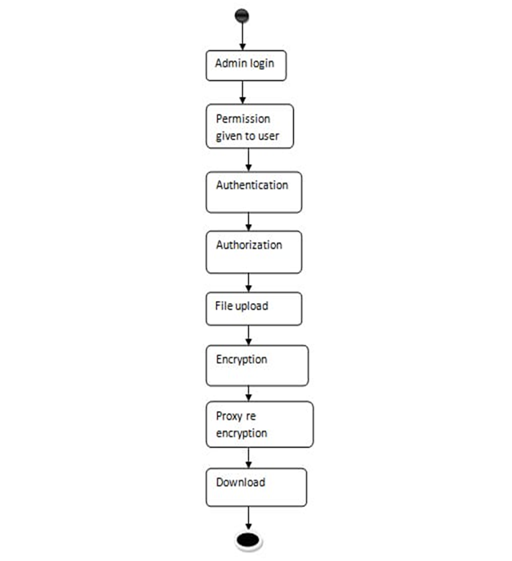 Admin login
Permission
given to user
Authentication
Authorization
File upload
Encryption
Proxy re
encryption
Download